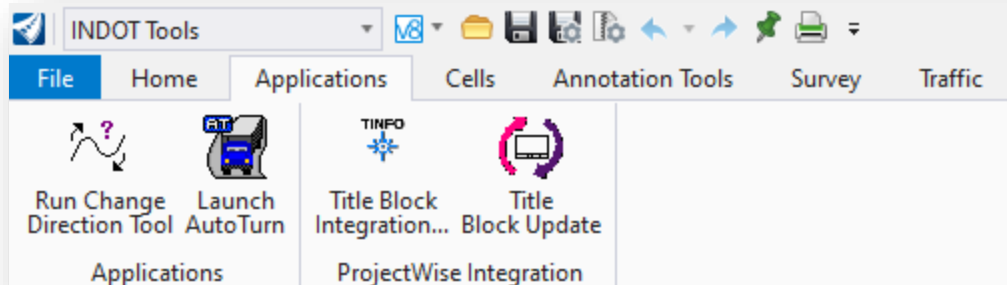 INDOT Tools
V8
File Home Applications Cells Annotation Tools Survey Traffic
? AT TINFO
Run Change Launch Title Block Title
Direction Tool AutoTurn Integration... Block Update
Applications ProjectWise Integration